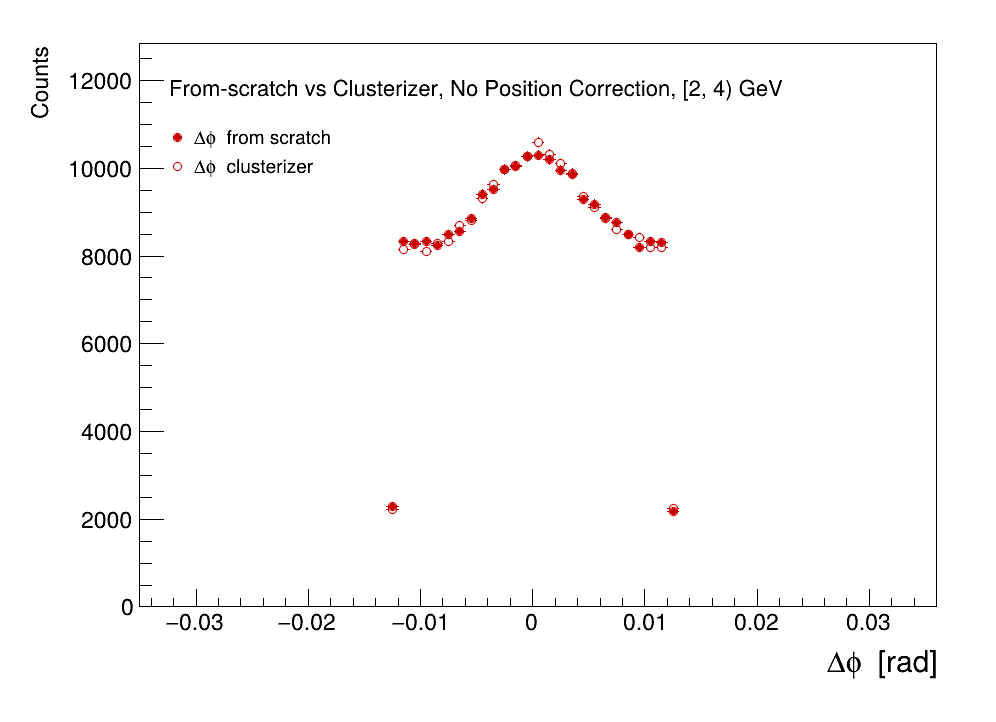 Counts
12000
10000
8000
6000
4000
2000
0
From-scratch vs Clusterizer, No Position Correction, [2, 4) GeV
Δϕ from scratch
Δϕ clusterizer
−0.03 −0.02 −0.01 0 0.01 0.02 0.03
Δϕ [rad]